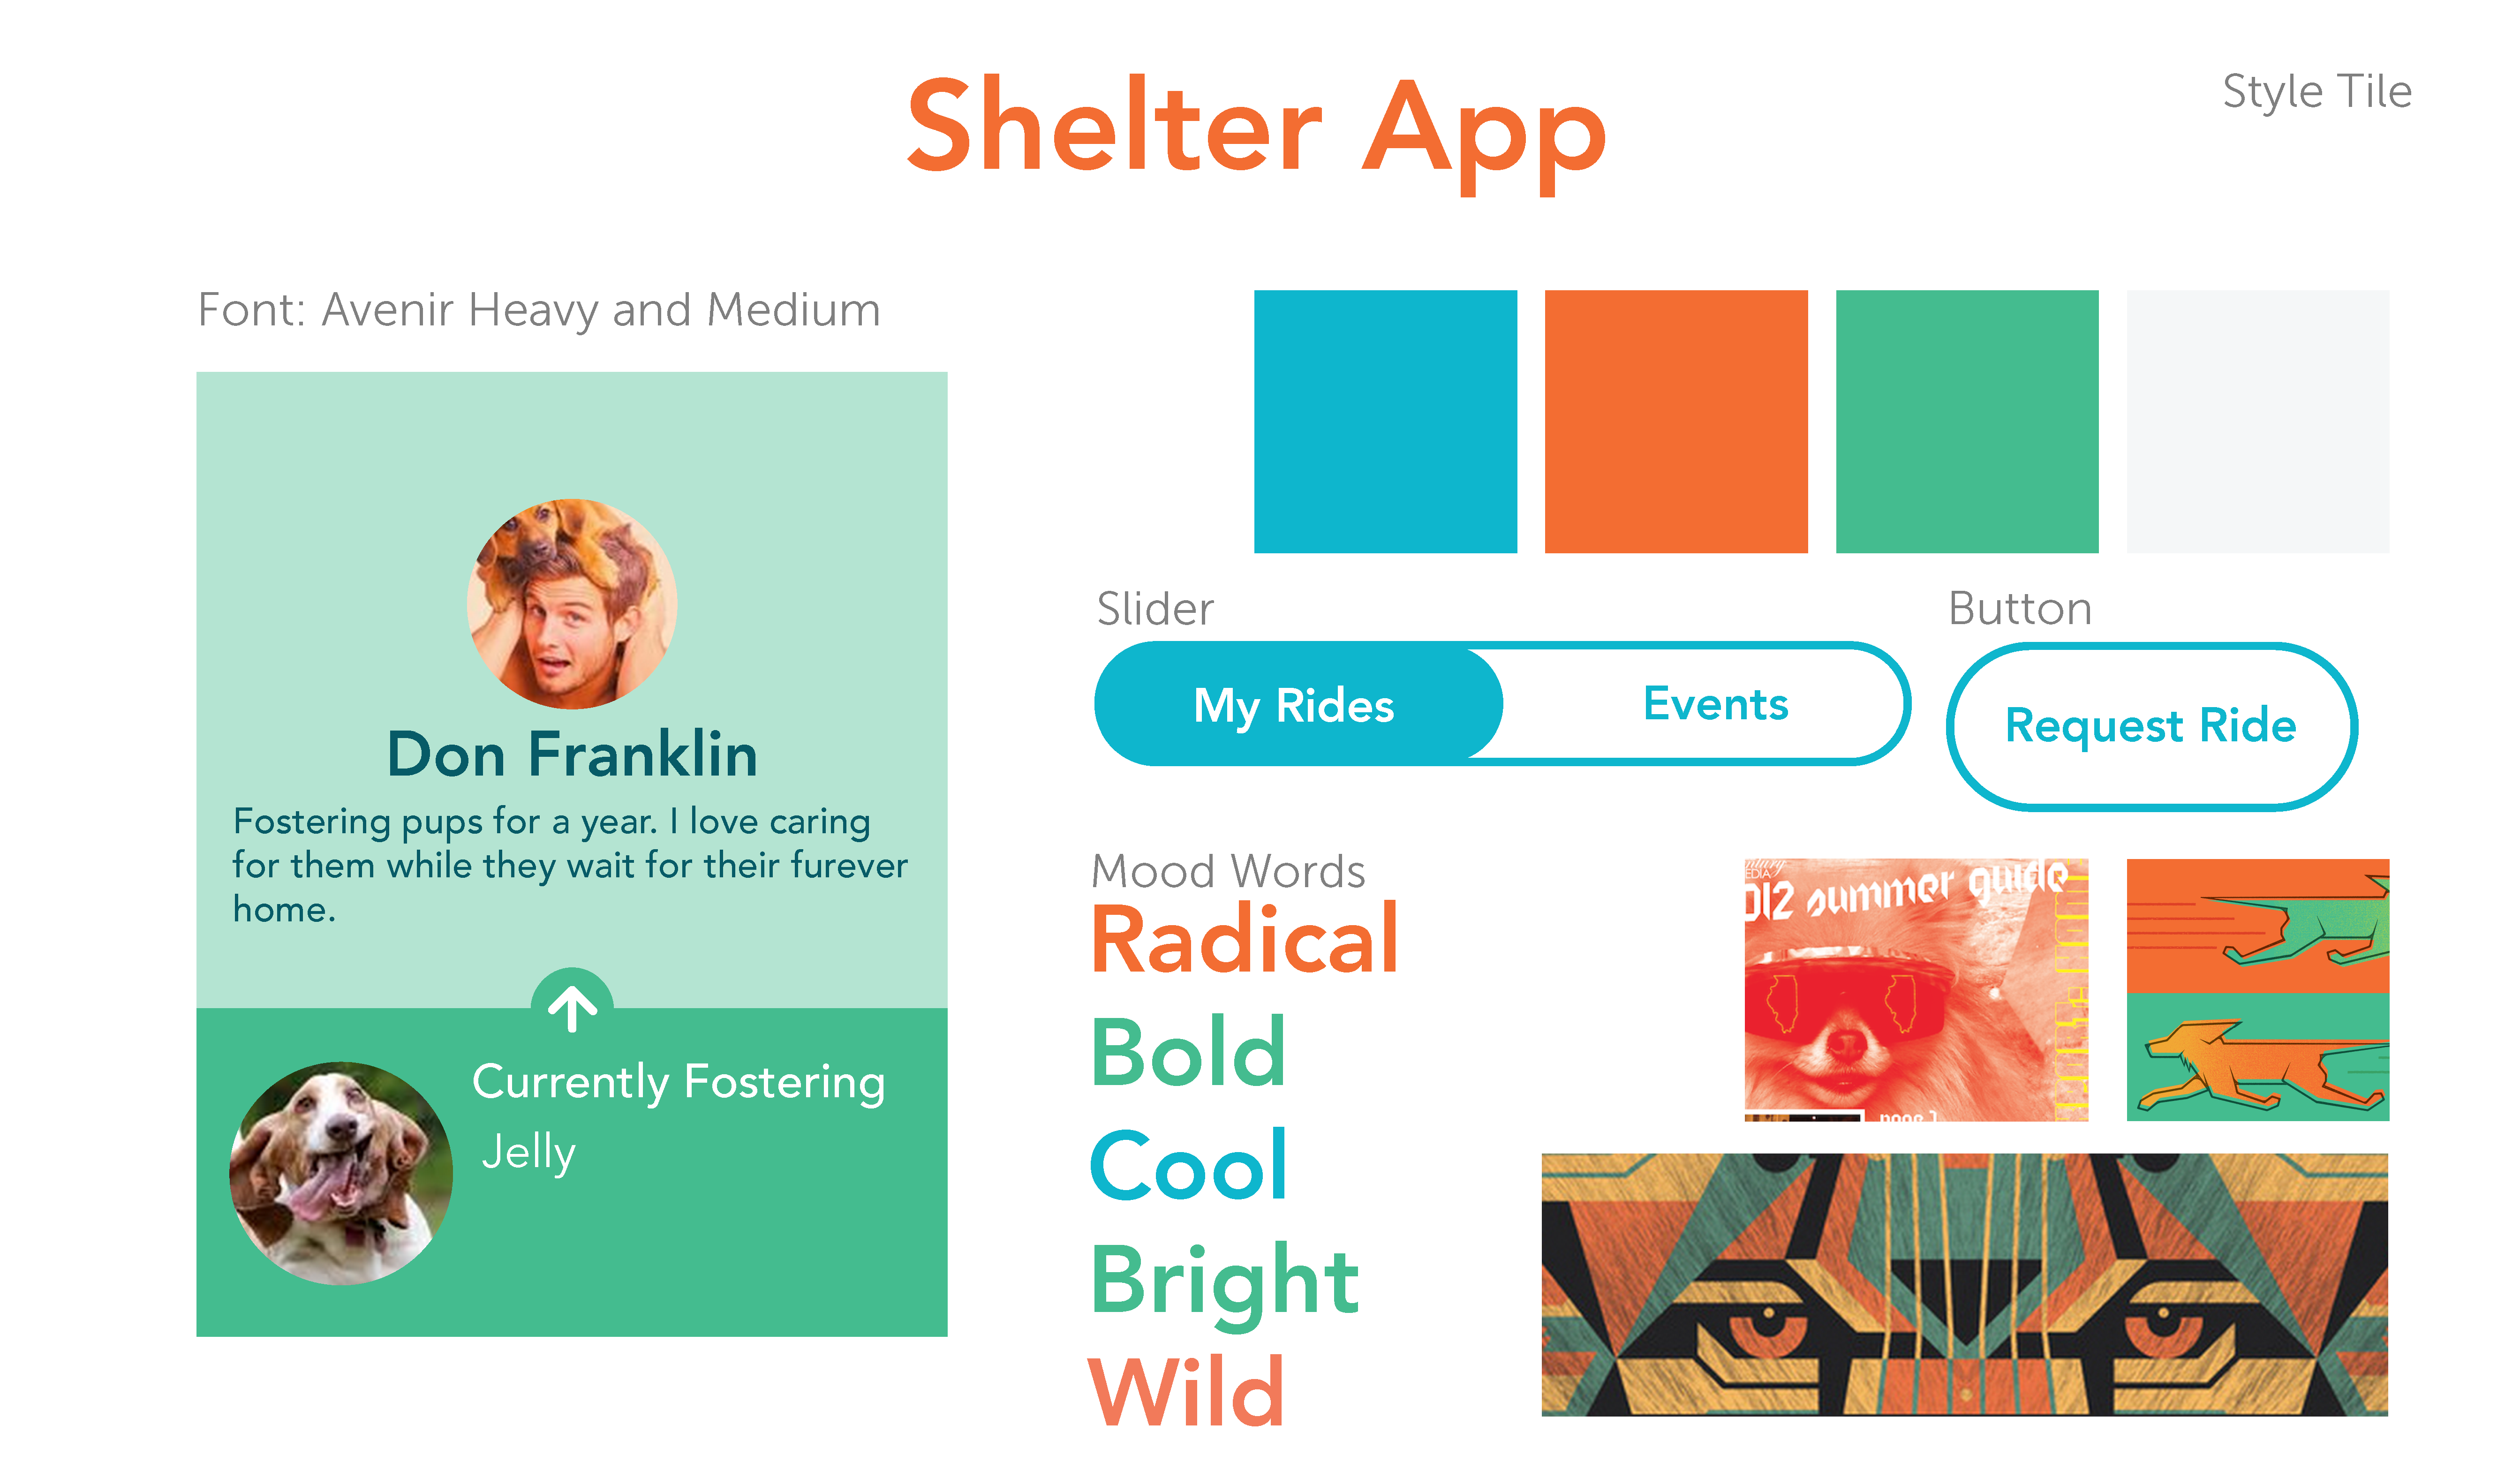 Shelter App
Style Tile
Font: Avenir Heavy and Medium
Don Franklin
Fostering pups for a year. I love caring
for them while they wait for their furever
home.
Currently Fostering
Jelly
Slider
My Rides
Events
Button
Request Ride
Mood Words
Radical
Bold
Cool
Bright
Wild
EDIA
012 summer guide